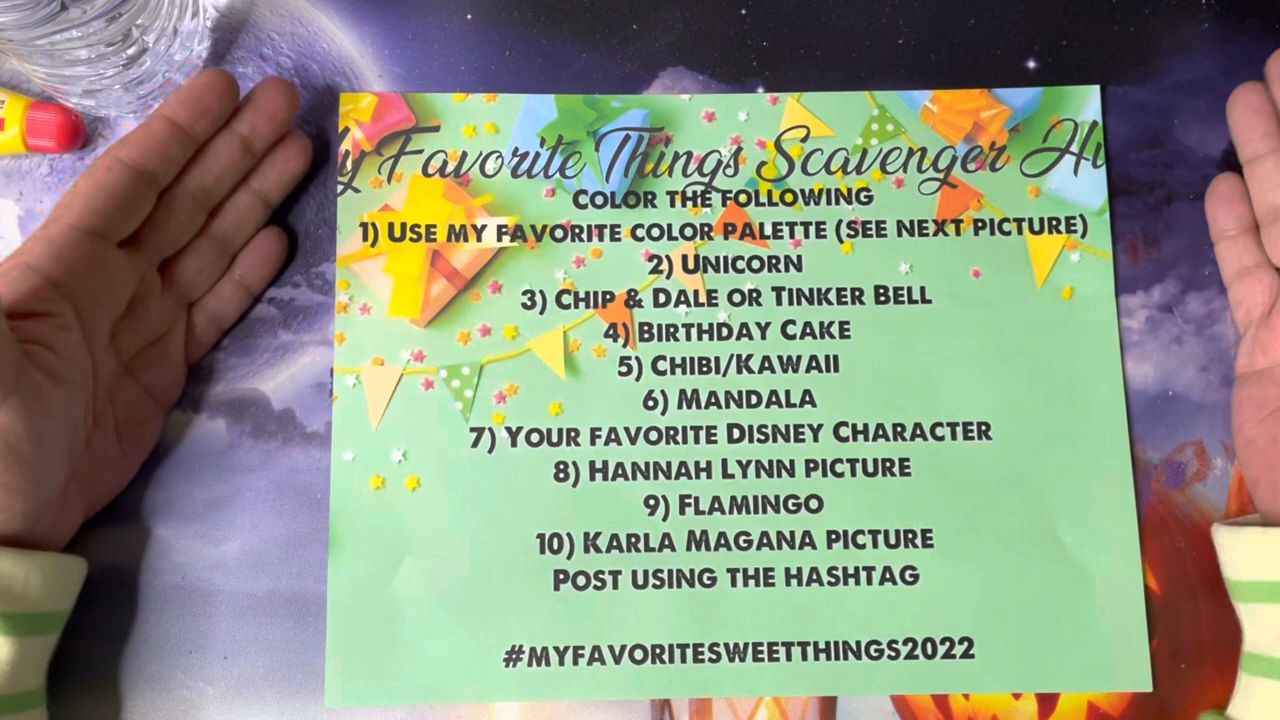 y Favorite Things Scavenger Hu
COLOR THE FOLLOWING
1) USE MY FAVORITE COLOR PALETTE (SEE NEXT PICTURE)
2) UNICORN
3) CHIP & DALE OR TINKER BELL
4) BIRTHDAY CAKE
5) CHIBI/KAWAII
6) MANDALA
7) YOUR FAVORITE DISNEY CHARACTER
8) HANNAH LYNN PICTURE
9) FLAMINGO
10) KARLA MAGANA PICTURE
POST USING THE HASHTAG
#MYFAVORITESWEETTHINGS2022